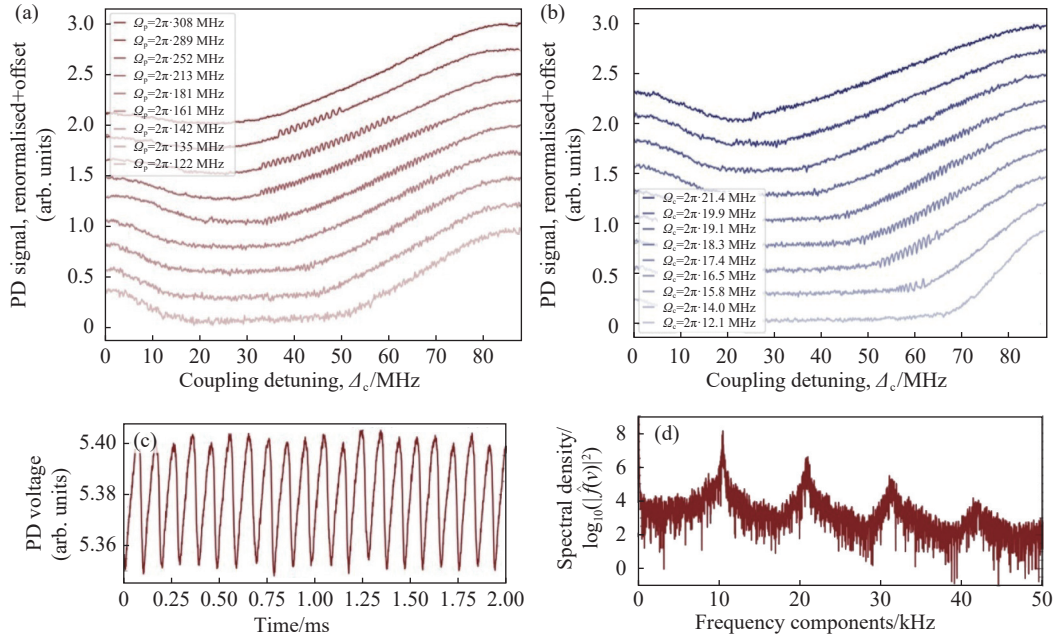 (a)
3.0
2.5
2.0
1.5
1.0
0.5
0
PD signal, renormalised+offset
(arb. units)
Ωp=2π·308 MHz
Ωp=2π·289 MHz
Ωp=2π·252 MHz
Ωp=2π·213 MHz
Ωp=2π·181 MHz
Ωp=2π·161 MHz
Ωp=2π·142 MHz
Ωp=2π·135 MHz
Ωp=2π·122 MHz
0 10 20 30 40 50 60 70 80
Coupling detuning, Δc/MHz
(b)
3.0
2.5
2.0
1.5
1.0
0.5
0
PD signal, renormalised+offset
(arb. units)
Ωc=2π·21.4 MHz
Ωc=2π·19.9 MHz
Ωc=2π·19.1 MHz
Ωc=2π·18.3 MHz
Ωc=2π·17.4 MHz
Ωc=2π·16.5 MHz
Ωc=2π·15.8 MHz
Ωc=2π·14.0 MHz
Ωc=2π·12.1 MHz
0 10 20 30 40 50 60 70 80
Coupling detuning, Δc/MHz
(c)
5.40
5.38
5.36
PD voltage
(arb. units)
0 0.25 0.50 0.75 1.00 1.25 1.50 1.75 2.00
Time/ms
(d)
8
6
4
2
0
Spectral density/
log10(|f̂(v)|²)
0 10 20 30 40 50
Frequency components/kHz